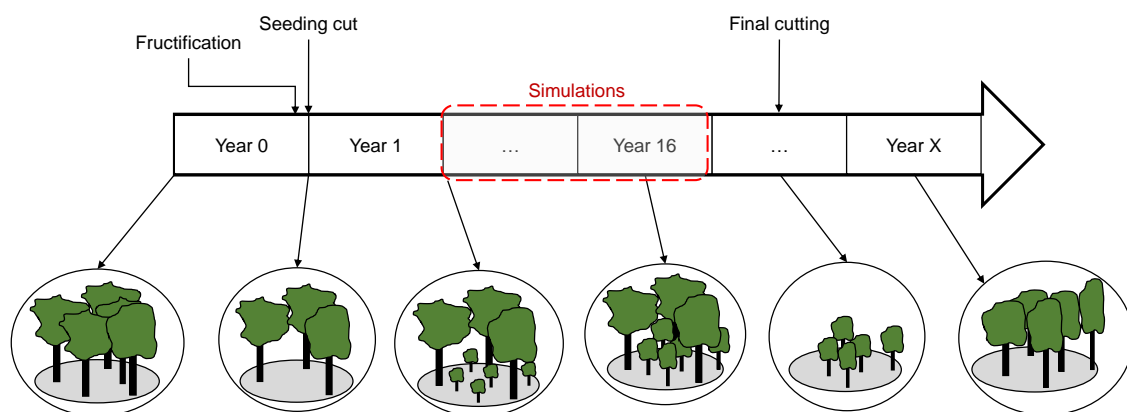 Seeding cut
Final cutting
Fructification
Simulations
Year 0
Year 1
…
Year 16
…
Year X